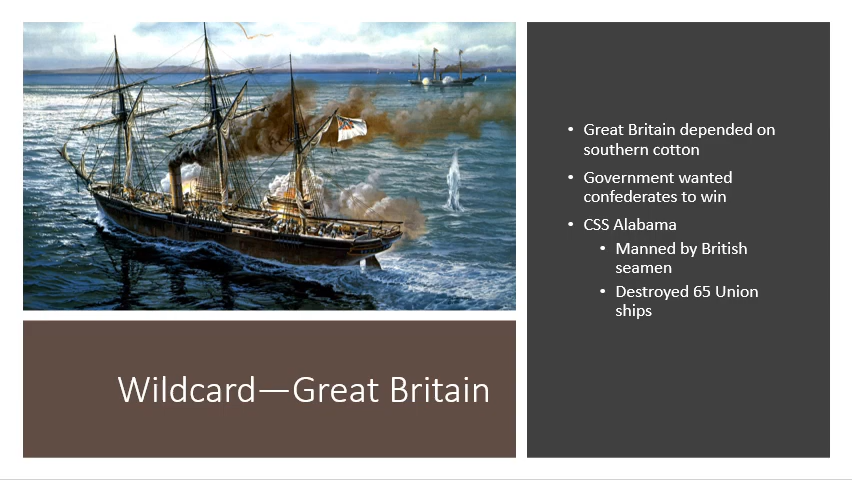 Great Britain depended on
southern cotton
Government wanted
confederates to win
CSS Alabama
Manned by British
seamen
Destroyed 65 Union
ships
Wildcard—Great Britain